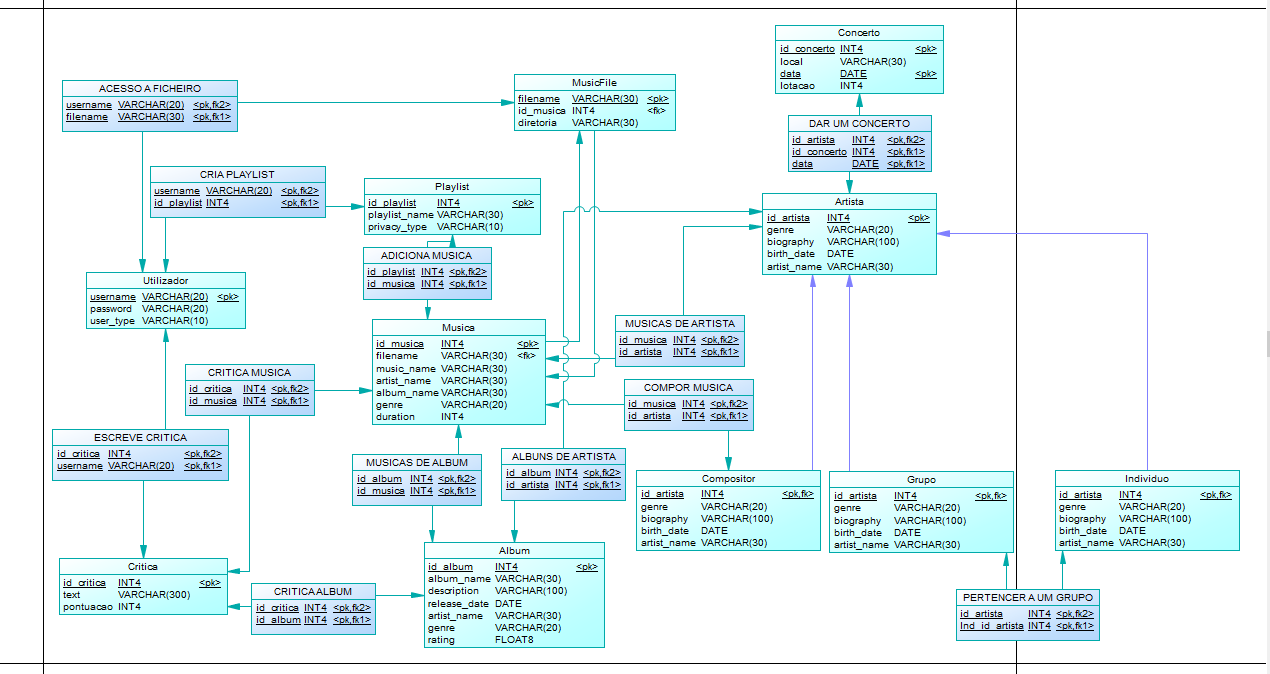 Concerto
id_concerto INT4 <pk>
local VARCHAR(30)
data DATE <pk>
lotacao INT4
ACESSO A FICHEIRO
username VARCHAR(20) <pk,fk2>
filename VARCHAR(30) <pk,fk1>
MusicFile
filename VARCHAR(30) <pk>
id_musica INT4 <fk>
diretoria VARCHAR(30)
DAR UM CONCERTO
id_artista INT4 <pk,fk2>
id_concerto INT4 <pk,fk1>
data DATE <pk,fk1>
CRIA PLAYLIST
username VARCHAR(20) <pk,fk2>
id_playlist INT4 <pk,fk1>
Playlist
id_playlist INT4 <pk>
playlist_name VARCHAR(30)
privacy_type VARCHAR(10)
Artista
id_artista INT4 <pk>
genre VARCHAR(20)
biography VARCHAR(100)
birth_date DATE
artist_name VARCHAR(30)
ADICIONA MUSICA
id_playlist INT4 <pk,fk2>
id_musica INT4 <pk,fk1>
Utilizador
username VARCHAR(20) <pk>
password VARCHAR(20)
user_type VARCHAR(10)
Musica
id_musica INT4 <pk>
filename VARCHAR(30) <fk>
music_name VARCHAR(30)
artist_name VARCHAR(30)
album_name VARCHAR(30)
genre VARCHAR(20)
duration INT4
MUSICAS DE ARTISTA
id_musica INT4 <pk,fk2>
id_artista INT4 <pk,fk1>
CRITICA MUSICA
id_critica INT4 <pk,fk2>
id_musica INT4 <pk,fk1>
COMPOR MUSICA
id_musica INT4 <pk,fk2>
id_artista INT4 <pk,fk1>
ESCREVE CRITICA
id_critica INT4 <pk,fk2>
username VARCHAR(20) <pk,fk1>
MUSICAS DE ALBUM
id_album INT4 <pk,fk2>
id_musica INT4 <pk,fk1>
ALBUNS DE ARTISTA
id_album INT4 <pk,fk2>
id_artista INT4 <pk,fk1>
Compositor
id_artista INT4 <pk,fk>
genre VARCHAR(20)
biography VARCHAR(100)
birth_date DATE
artist_name VARCHAR(30)
Grupo
id_artista INT4 <pk,fk>
genre VARCHAR(20)
biography VARCHAR(100)
birth_date DATE
artist_name VARCHAR(30)
Individuo
id_artista INT4 <pk,fk>
genre VARCHAR(20)
biography VARCHAR(100)
birth_date DATE
artist_name VARCHAR(30)
Critica
id_critica INT4 <pk>
text VARCHAR(300)
pontuacao INT4
CRITICA ALBUM
id_critica INT4 <pk,fk2>
id_album INT4 <pk,fk1>
Album
id_album INT4 <pk>
album_name VARCHAR(30)
description VARCHAR(100)
release_date DATE
artist_name VARCHAR(30)
genre VARCHAR(20)
rating FLOAT8
PERTENCER A UM GRUPO
id_artista INT4 <pk,fk2>
Ind_id_artista INT4 <pk,fk1>